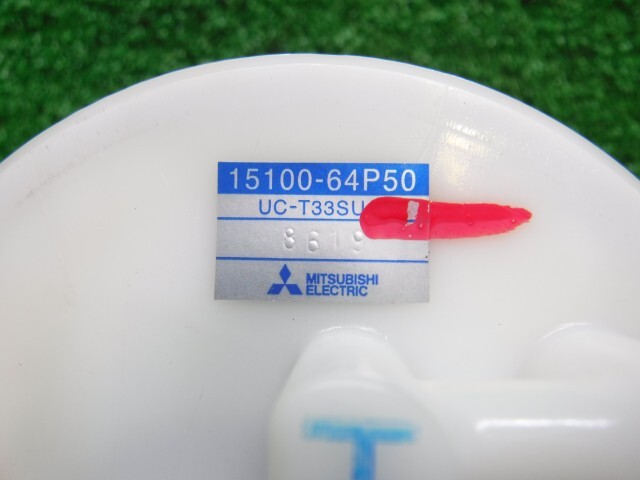 15100-64P50
UC-T33SU
8619
MITSUBISHI
ELECTRIC
T